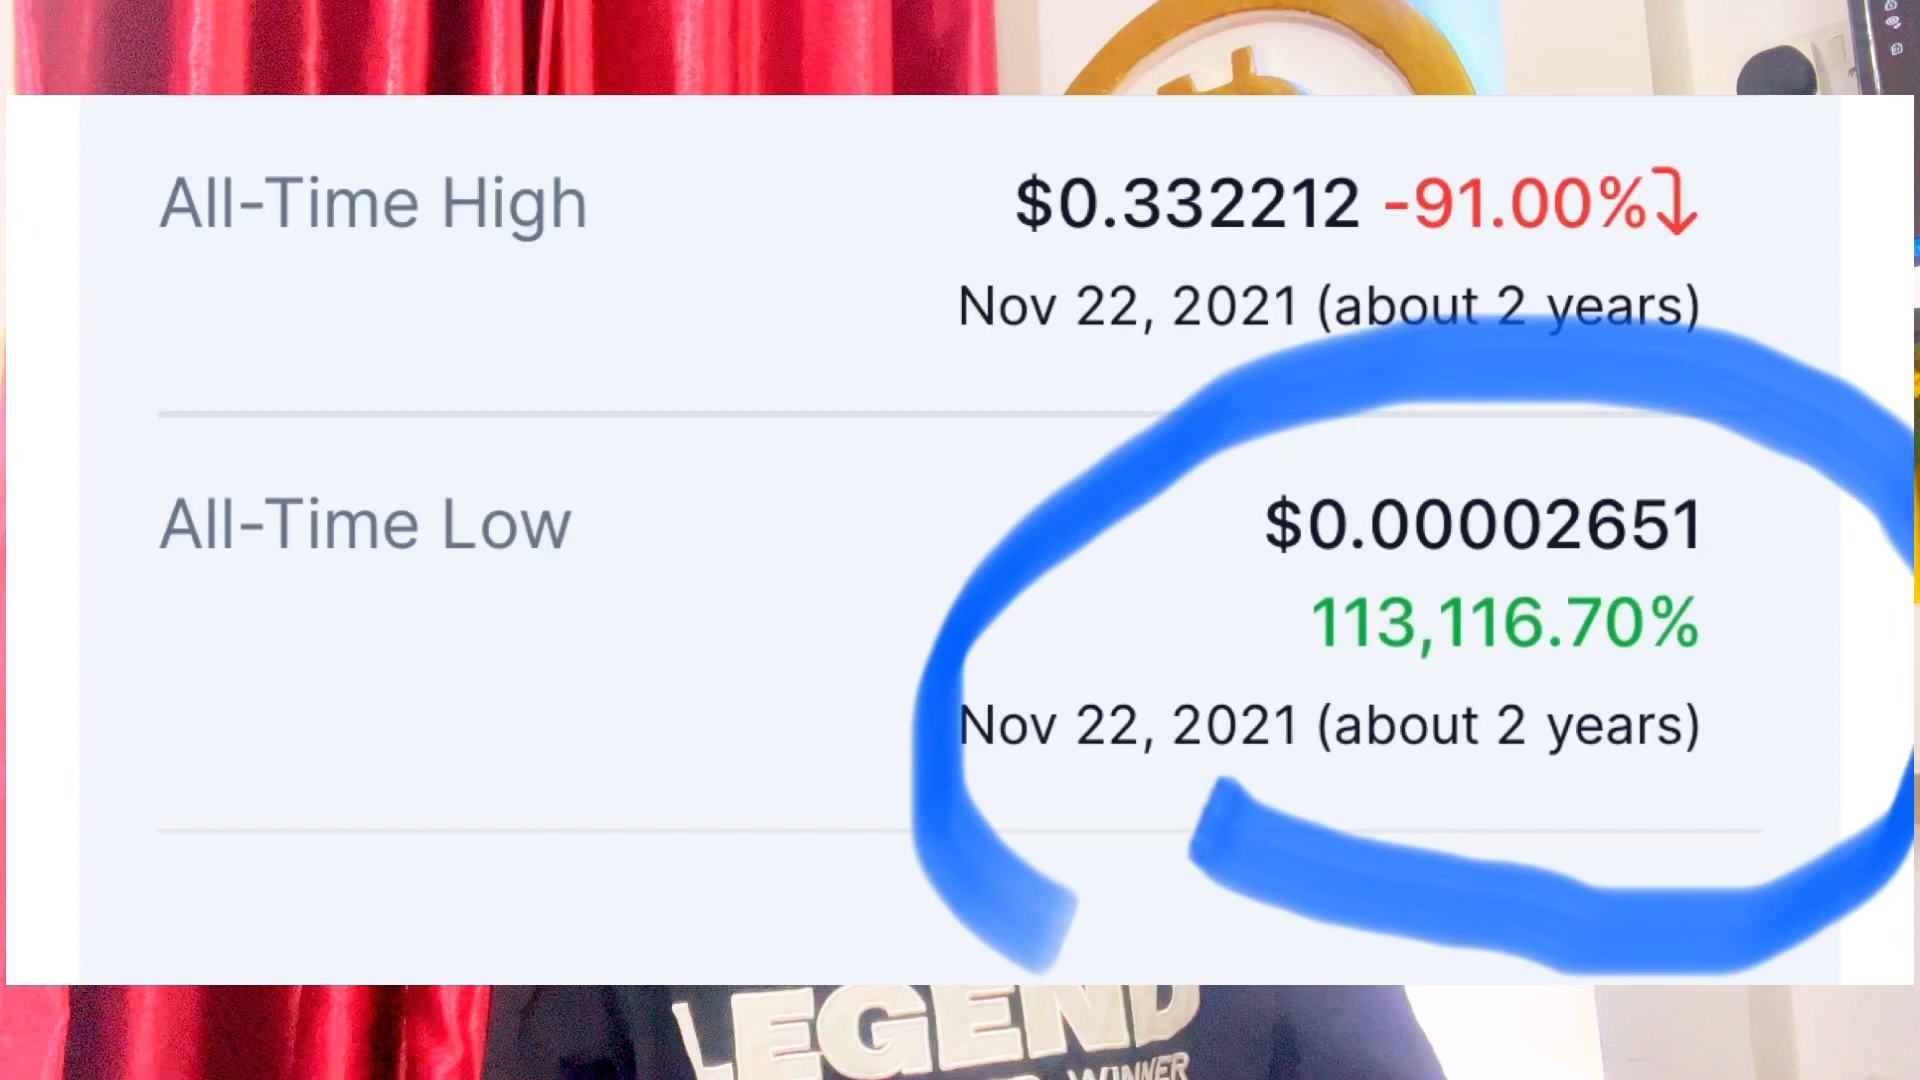 All-Time High
$0.332212 -91.00%
Nov 22, 2021 (about 2 years)
All-Time Low
$0.00002651
113,116.70%
Nov 22, 2021 (about 2 years)
LEGEND
WINNER